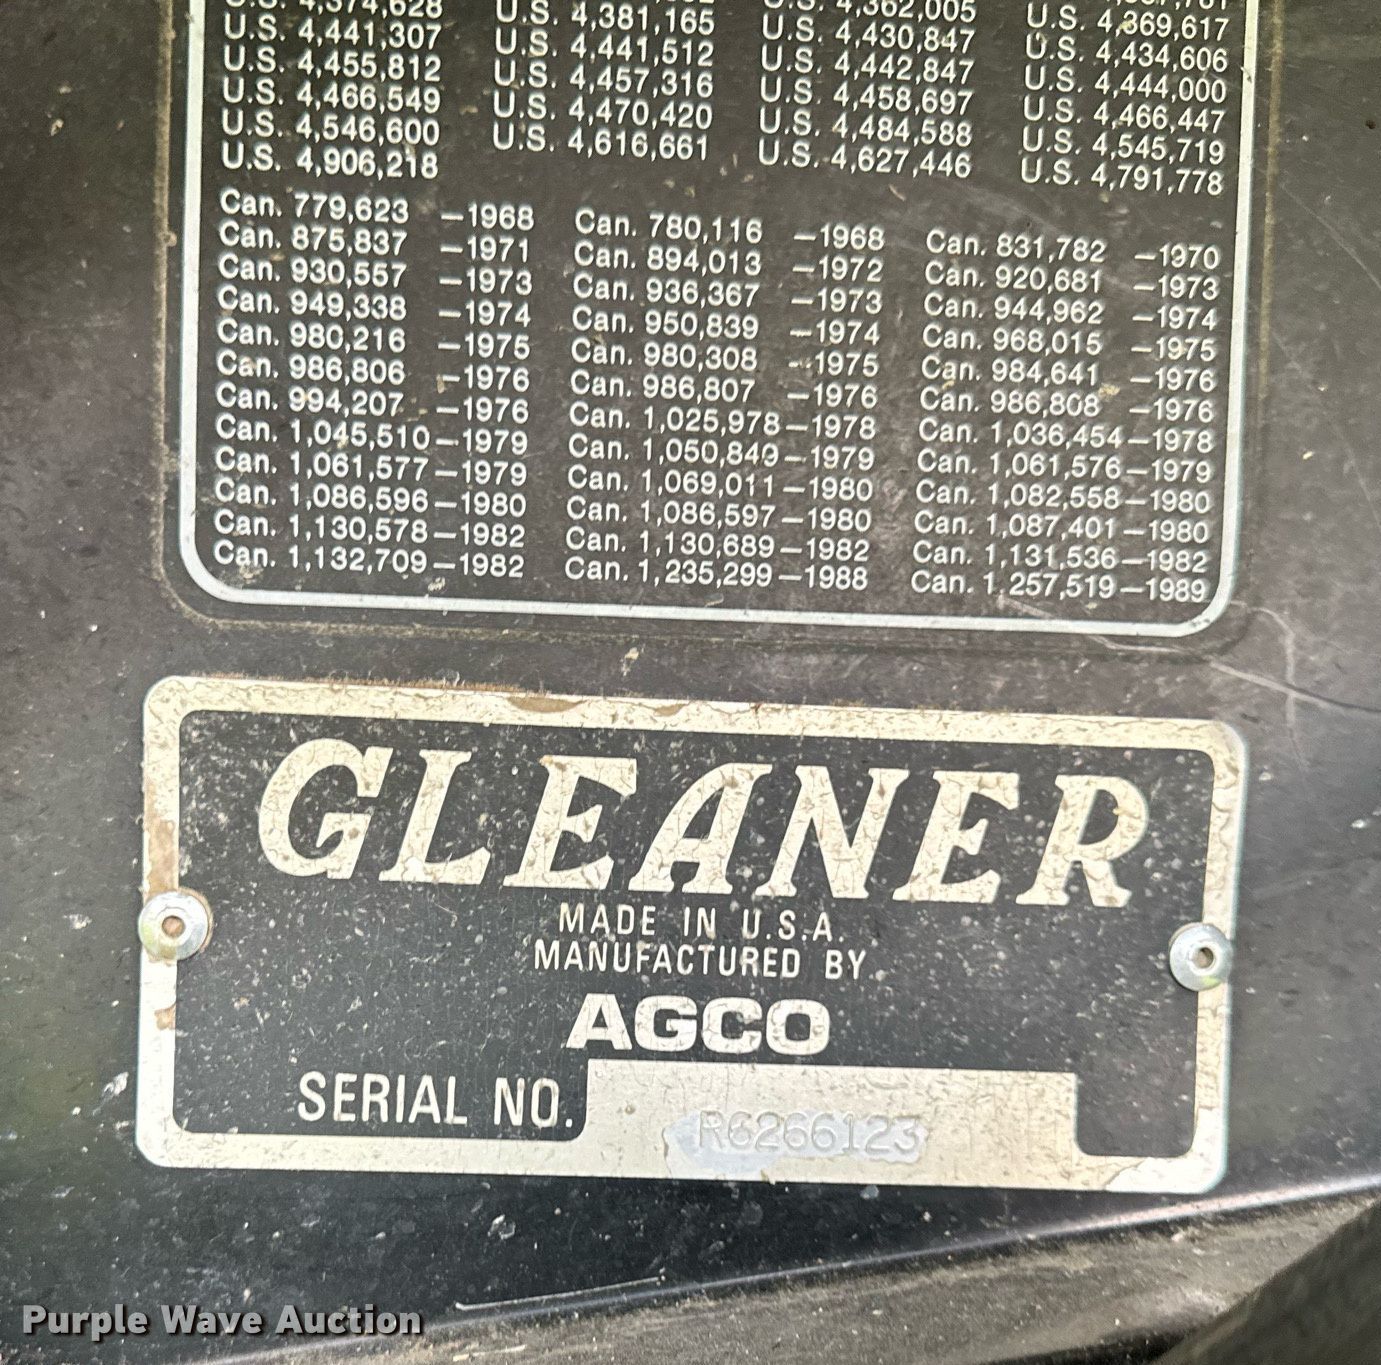 U.S. 4,374,628 U.S. 4,381,165 U.S. 4,362,005 U.S. 4,369,617
U.S. 4,441,307 U.S. 4,441,512 U.S. 4,430,847 U.S. 4,434,606
U.S. 4,455,812 U.S. 4,457,316 U.S. 4,442,847 U.S. 4,444,000
U.S. 4,466,549 U.S. 4,470,420 U.S. 4,458,697 U.S. 4,466,447
U.S. 4,546,600 U.S. 4,616,661 U.S. 4,484,588 U.S. 4,545,719
U.S. 4,906,218 U.S. 4,627,446 U.S. 4,791,778
Can. 779,623 –1968 Can. 780,116 –1968 Can. 831,782 –1970
Can. 875,837 –1971 Can. 894,013 –1972 Can. 920,681 –1973
Can. 930,557 –1973 Can. 936,367 –1973 Can. 944,962 –1974
Can. 949,338 –1974 Can. 950,839 –1974 Can. 968,015 –1975
Can. 980,216 –1975 Can. 980,308 –1975 Can. 984,641 –1976
Can. 986,806 –1976 Can. 986,807 –1976 Can. 986,808 –1976
Can. 994,207 –1976 Can. 1,025,978–1978 Can. 1,036,454–1978
Can. 1,045,510–1979 Can. 1,050,849–1979 Can. 1,061,576–1979
Can. 1,061,577–1979 Can. 1,069,011–1980 Can. 1,082,558–1980
Can. 1,086,596–1980 Can. 1,086,597–1980 Can. 1,087,401–1980
Can. 1,130,578–1982 Can. 1,130,689–1982 Can. 1,131,536–1982
Can. 1,132,709–1982 Can. 1,235,299–1988 Can. 1,257,519–1989
GLEANER
MADE IN U.S.A.
MANUFACTURED BY
AGCO
SERIAL NO. R6266123
Purple Wave Auction